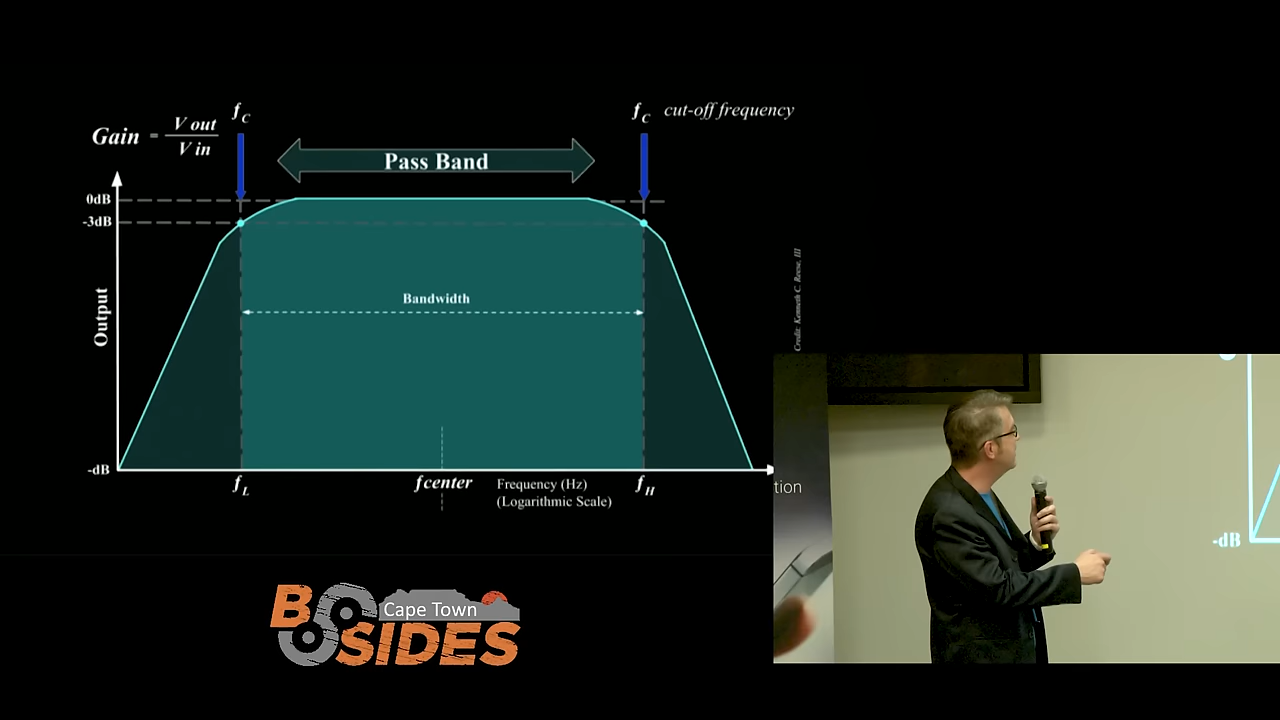 Gain = V out
V in
fC
fC cut-off frequency
Pass Band
0dB
-3dB
Output
Bandwidth
Credit: Kenneth C. Reese, III
-dB
fL
fcenter
Frequency (Hz)
(Logarithmic Scale)
fH
tion
-dB
BSIDES
Cape Town